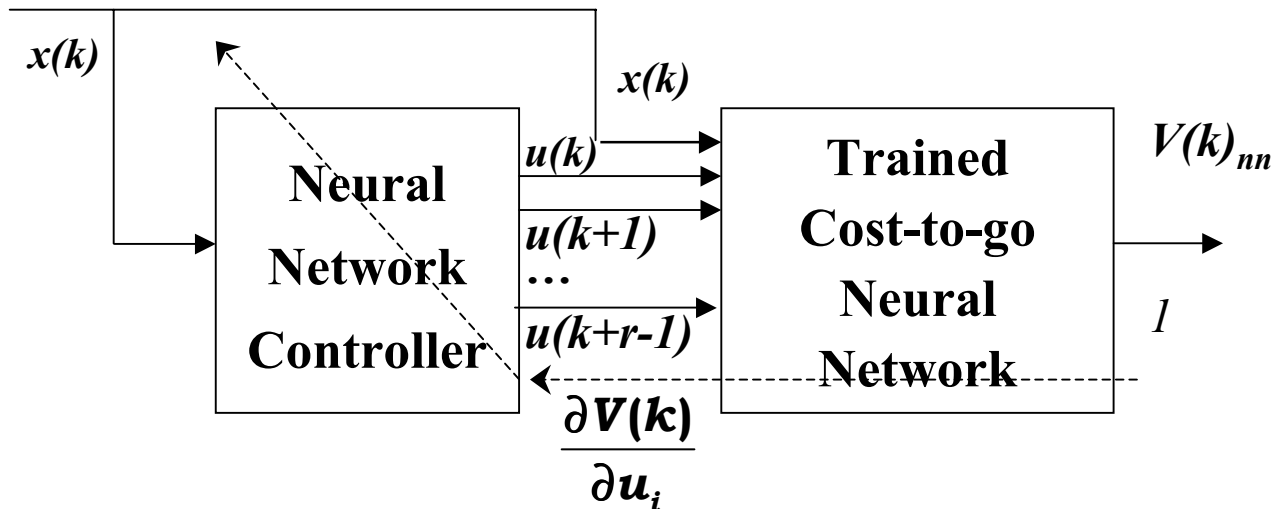 x(k)
x(k)
Neural
Network
Controller
u(k)
u(k+1)
...
u(k+r-1)
Trained
Cost-to-go
Neural
Network
V(k)nn
1
∂V(k)
∂ui